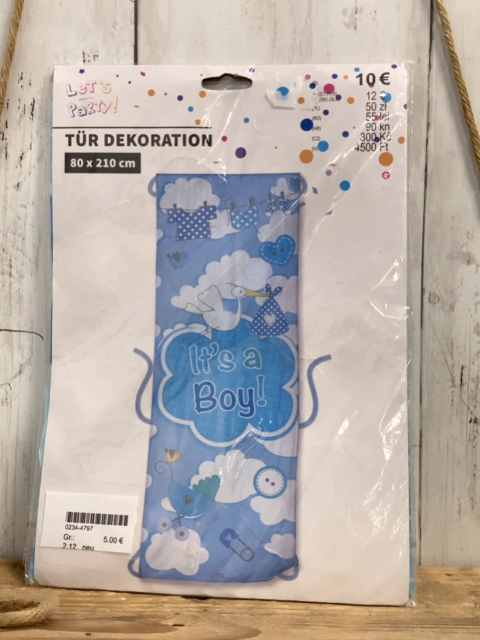 LET'S
PARTY!
10 €
12 €
50 zł
55 lei
90 kn
300 Kč
4500 Ft
TÜR DEKORATION
80 x 210 cm
It's a
Boy!
0234-4797
Gr.: 5.00 €
2.12. neu